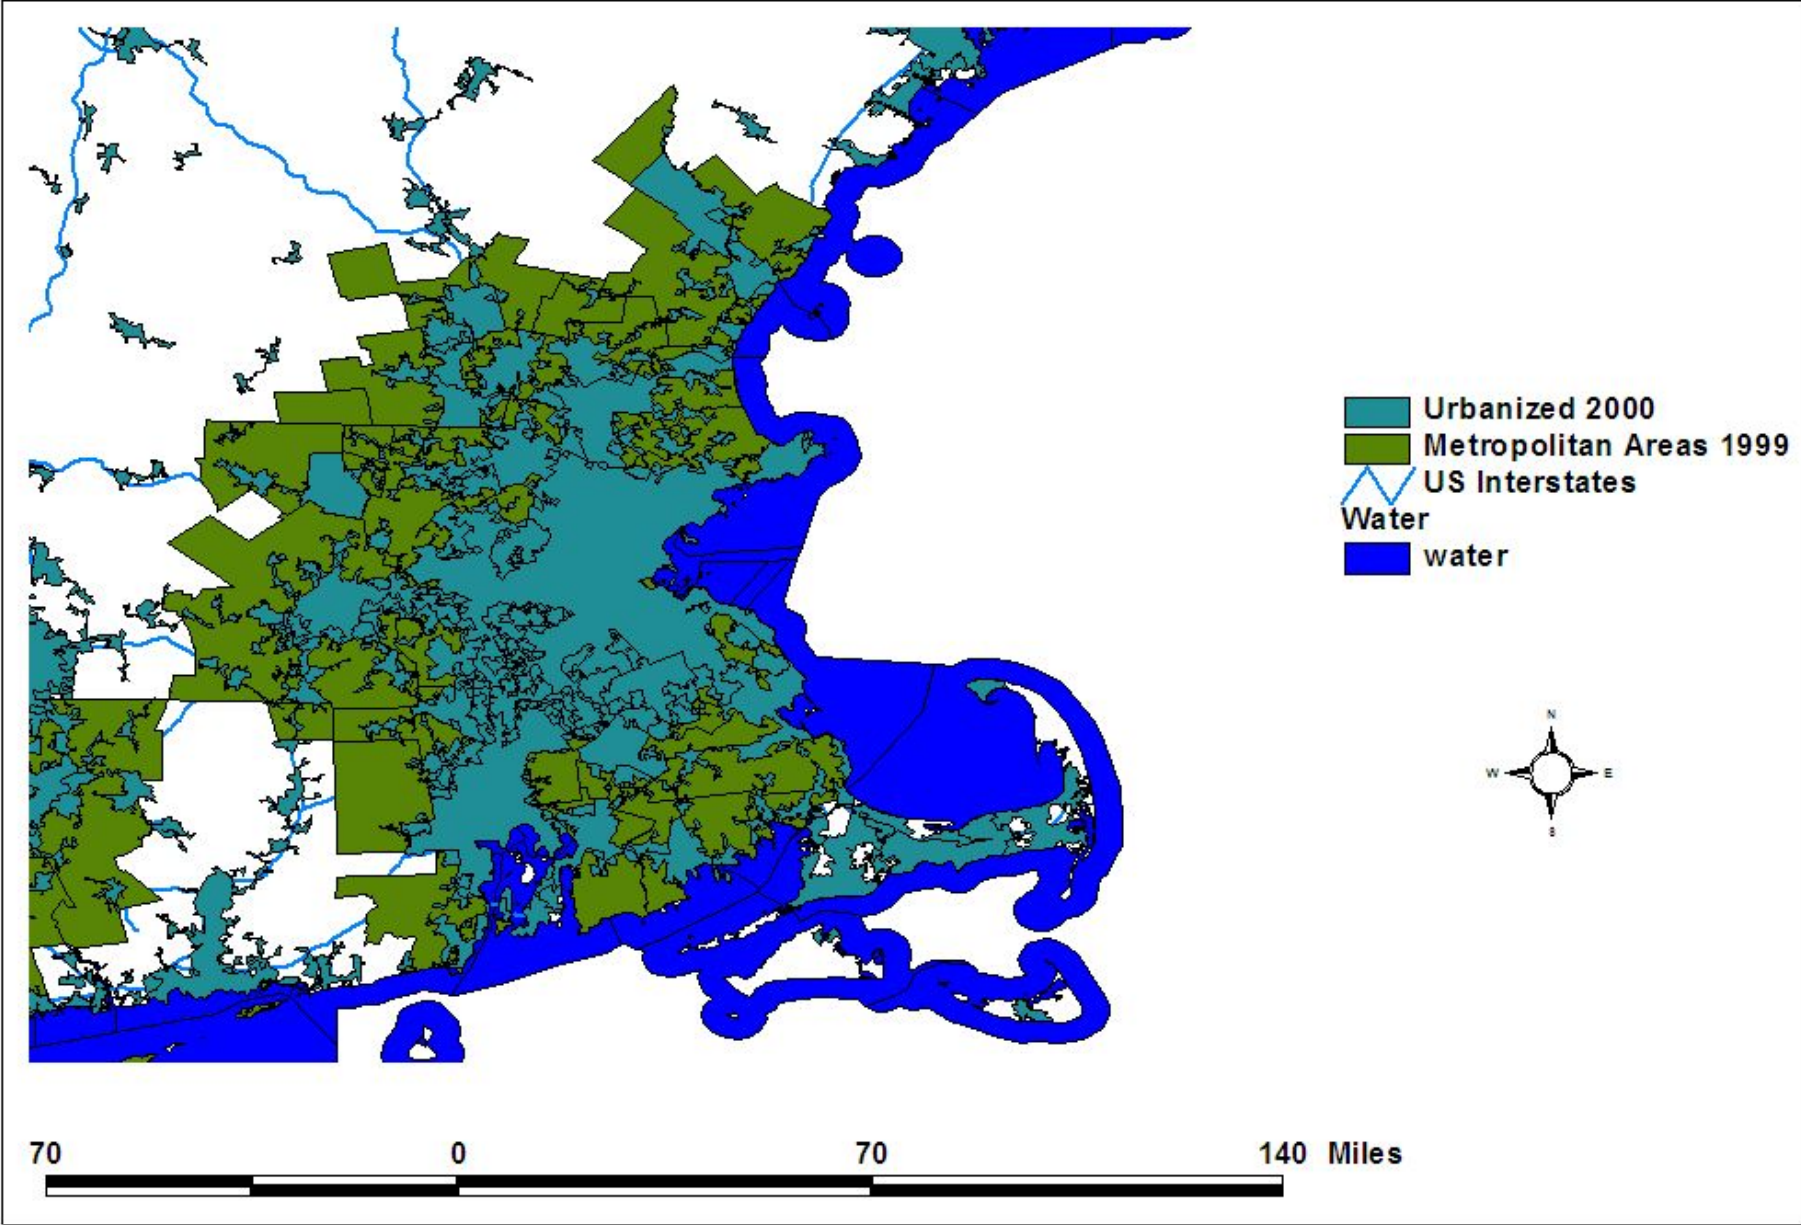 Urbanized 2000
Metropolitan Areas 1999
US Interstates
Water
water
N
W E
S
70 0 70 140 Miles